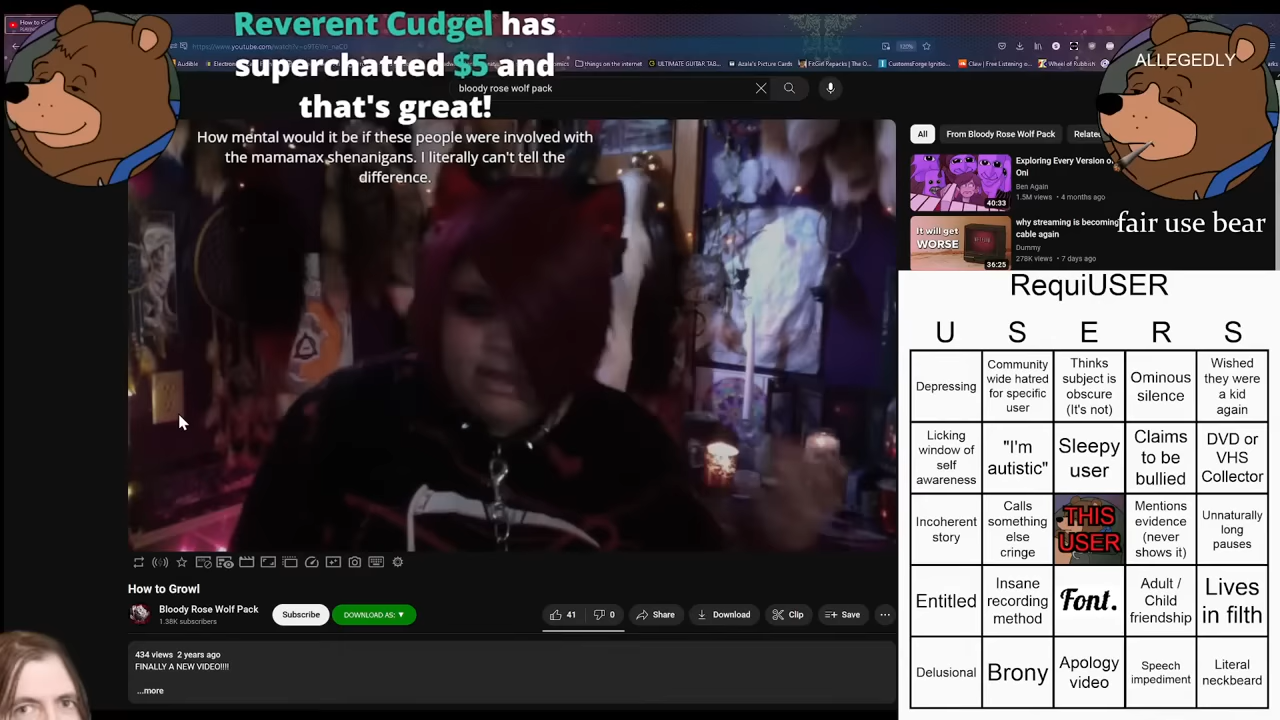 Reverent Cudgel has
superchatted $5 and
that's great!
How mental would it be if these people were involved with
the mamamax shenanigans. I literally can't tell the
difference.
bloody rose wolf pack
ALLEGEDLY
fair use bear
All
From Bloody Rose Wolf Pack
Exploring Every Version o
Oni
Ben Again
1.5M views • 4 months ago
40:33
It will get
WORSE
why streaming is becoming
cable again
Dummy
278K views • 7 days ago
36:25
How to Growl
Bloody Rose Wolf Pack
1.38K subscribers
Subscribe
DOWNLOAD AS: ▼
41
0
Share
Download
Clip
Save
434 views 2 years ago
FINALLY A NEW VIDEO!!!!
...more
RequiUSER
U S E R S
Depressing
Community
wide hatred
for specific
user
Thinks
subject is
obscure
(It's not)
Ominous
silence
Wished
they were
a kid
again
Licking
window of
self
awareness
"I'm
autistic"
Sleepy
user
Claims
to be
bullied
DVD or
VHS
Collector
Incoherent
story
Calls
something
else
cringe
THIS
USER
Mentions
evidence
(never
shows it)
Unnaturally
long
pauses
Entitled
Insane
recording
method
Font.
Adult /
Child
friendship
Lives
in filth
Delusional
Brony
Apology
video
Speech
impediment
Literal
neckbeard